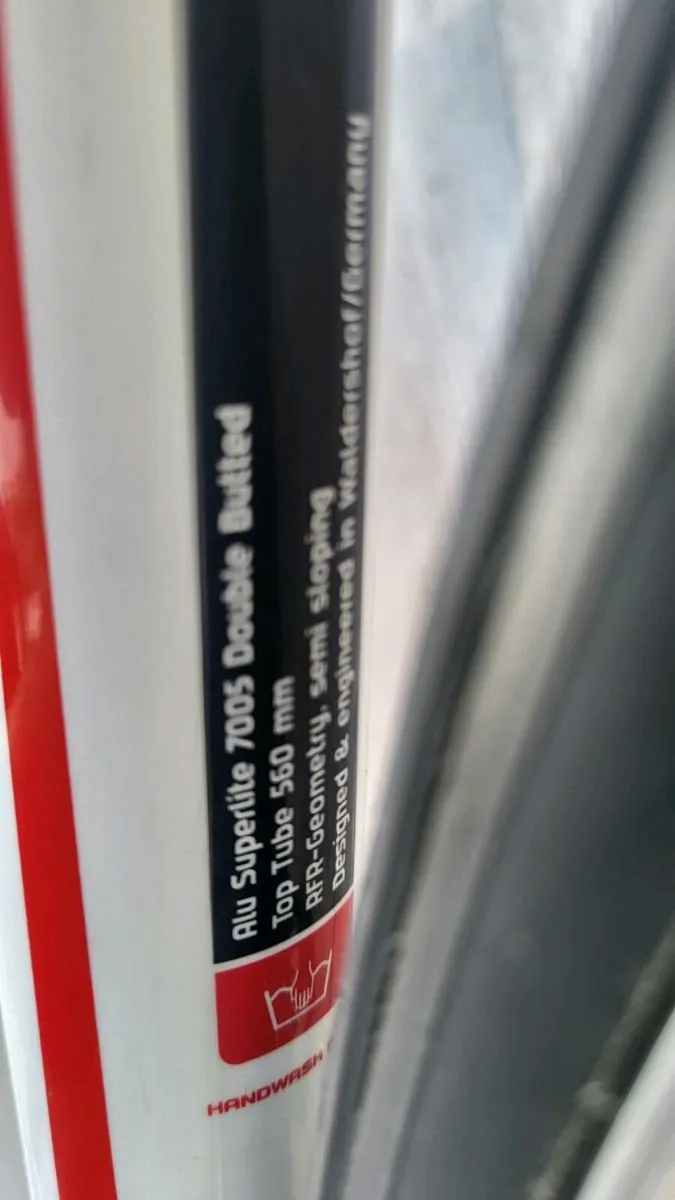 Alu Superlite 7005 Double Butted
Top Tube 560 mm
RFR-Geometry, semi sloping
Designed & engineered in Waldershof/Germany
HANDWASH